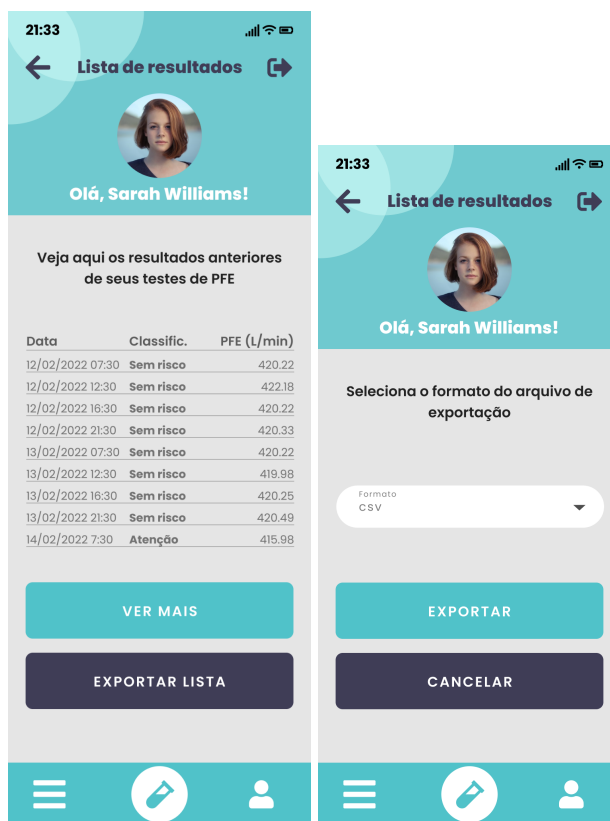 21:33
Lista de resultados
Olá, Sarah Williams!
Veja aqui os resultados anteriores
de seus testes de PFE
Data Classific. PFE (L/min)
12/02/2022 07:30 Sem risco 420.22
12/02/2022 12:30 Sem risco 422.18
12/02/2022 16:30 Sem risco 420.22
12/02/2022 21:30 Sem risco 420.33
13/02/2022 07:30 Sem risco 420.22
13/02/2022 12:30 Sem risco 419.98
13/02/2022 16:30 Sem risco 420.25
13/02/2022 21:30 Sem risco 420.49
14/02/2022 7:30 Atenção 415.98
VER MAIS
EXPORTAR LISTA
21:33
Lista de resultados
Olá, Sarah Williams!
Seleciona o formato do arquivo de
exportação
Formato
CSV
EXPORTAR
CANCELAR